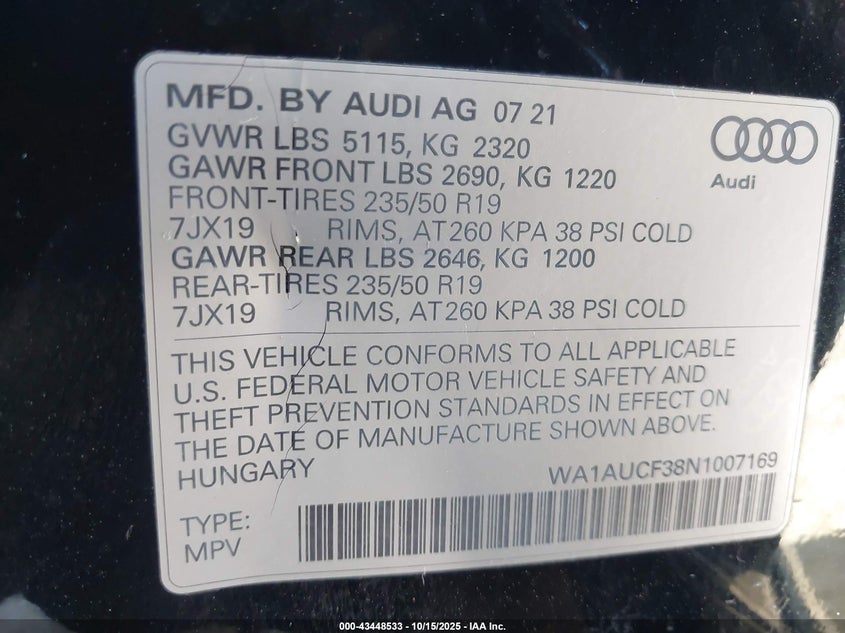 MFD. BY AUDI AG 07 21
GVWR LBS 5115, KG 2320
GAWR FRONT LBS 2690, KG 1220
FRONT-TIRES 235/50 R19
7JX19 RIMS, AT 260 KPA 38 PSI COLD
GAWR REAR LBS 2646, KG 1200
REAR-TIRES 235/50 R19
7JX19 RIMS, AT 260 KPA 38 PSI COLD
Audi
THIS VEHICLE CONFORMS TO ALL APPLICABLE
U.S. FEDERAL MOTOR VEHICLE SAFETY AND
THEFT PREVENTION STANDARDS IN EFFECT ON
THE DATE OF MANUFACTURE SHOWN ABOVE.
HUNGARY WA1AUCF38N1007169
TYPE:
MPV
000-43448533 - 10/15/2025 - IAA Inc.